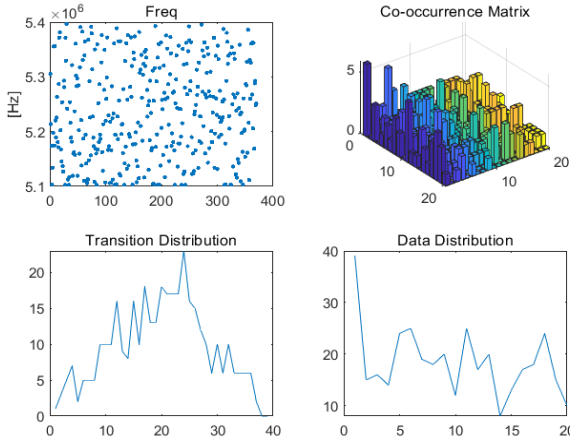 Freq
5.4 ×10⁶
5.3
5.2
5.1
[Hz]
0 100 200 300 400
Co-occurrence Matrix
5
0
0
10
20
10
20
Transition Distribution
20
15
10
5
0
0 10 20 30 40
Data Distribution
40
30
20
10
0 5 10 15 20